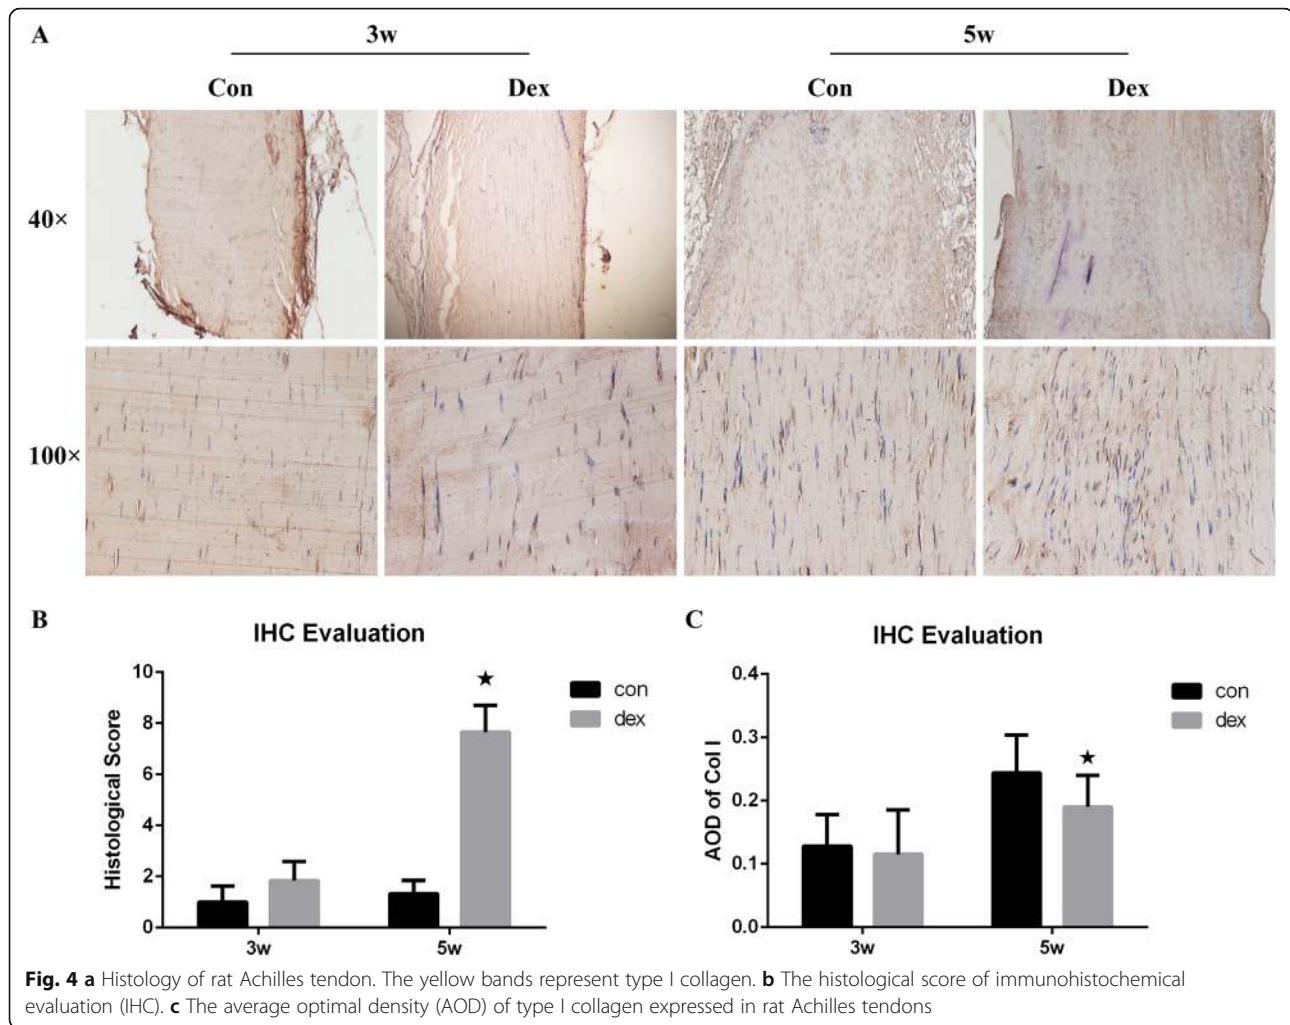 A
3w
5w
Con
Dex
Con
Dex
40×
100×
B
IHC Evaluation
10
8
6
4
2
0
Histological Score
★
con
dex
3w
5w
C
IHC Evaluation
0.4
0.3
0.2
0.1
0.0
AOD of Col I
★
con
dex
3w
5w
Fig. 4 a Histology of rat Achilles tendon. The yellow bands represent type I collagen. b The histological score of immunohistochemical
evaluation (IHC). c The average optimal density (AOD) of type I collagen expressed in rat Achilles tendons